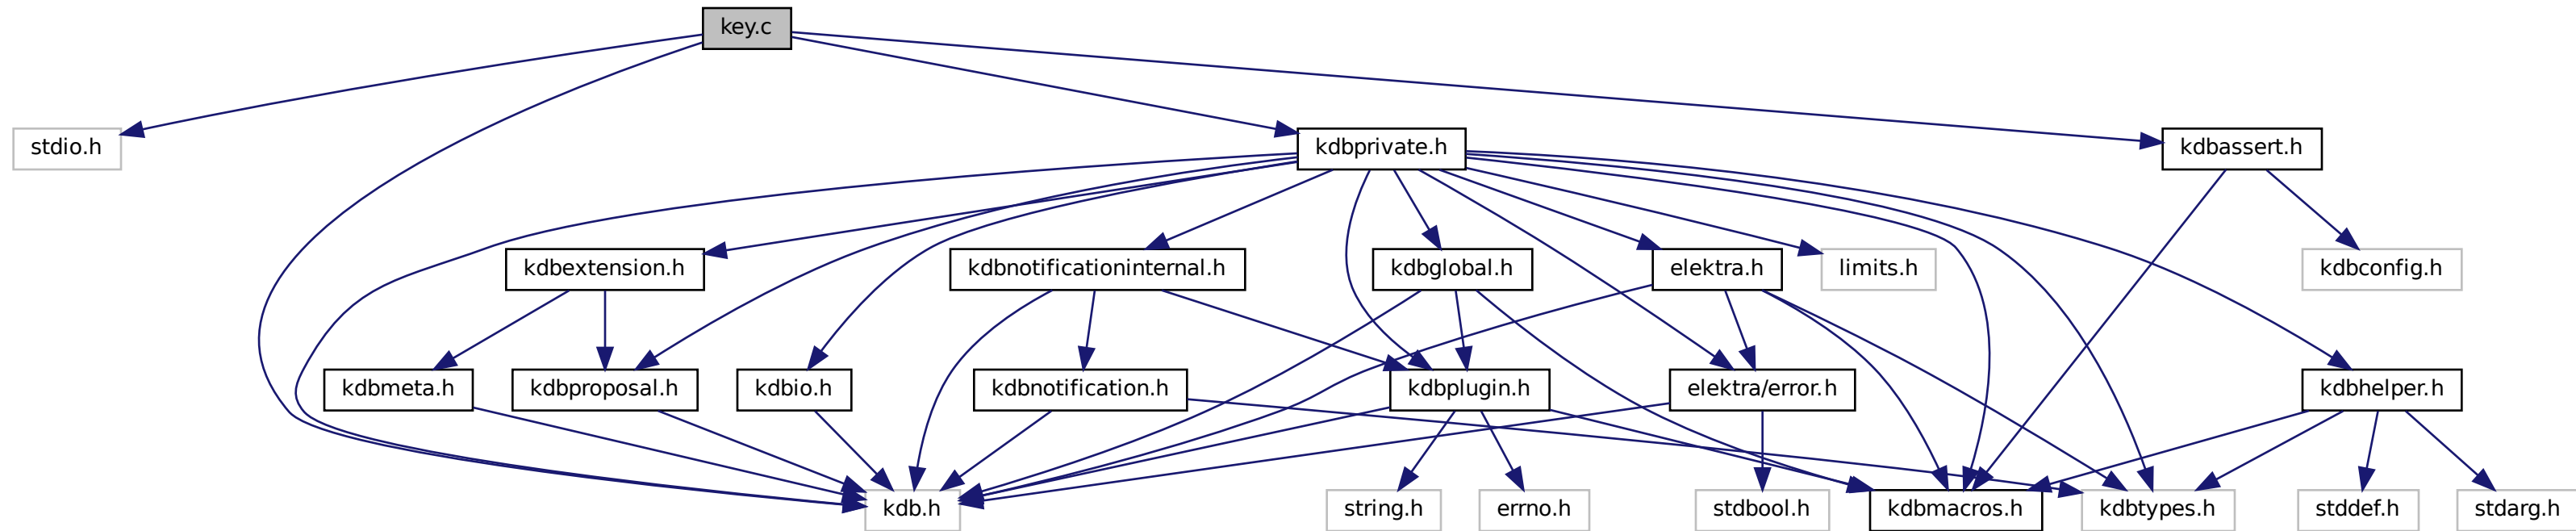 key.c
stdio.h
kdbprivate.h
kdbassert.h
kdbextension.h
kdbnotificationinternal.h
kdbglobal.h
elektra.h
limits.h
kdbconfig.h
kdbmeta.h
kdbproposal.h
kdbio.h
kdbnotification.h
kdbplugin.h
elektra/error.h
kdbhelper.h
kdb.h
string.h
errno.h
stdbool.h
kdbmacros.h
kdbtypes.h
stddef.h
stdarg.h